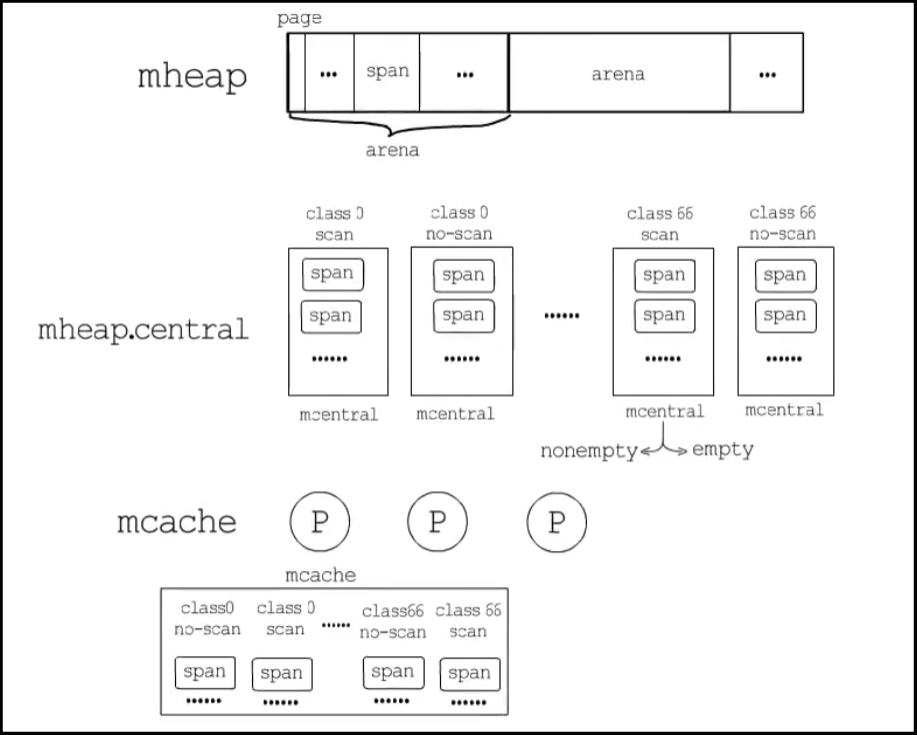 page
mheap
... span ... arena ...
arena
class 0 class 0 class 66 class 66
scan no-scan scan no-scan
span span span span
span span span span
mheap.central
......
...... ...... ...... ......
mcentral mcentral mcentral mcentral
nonempty empty
mcache P P P
mcache
class0 class 0 class66 class 66
no-scan scan ...... no-scan scan
span span span span
...... ...... ...... ......